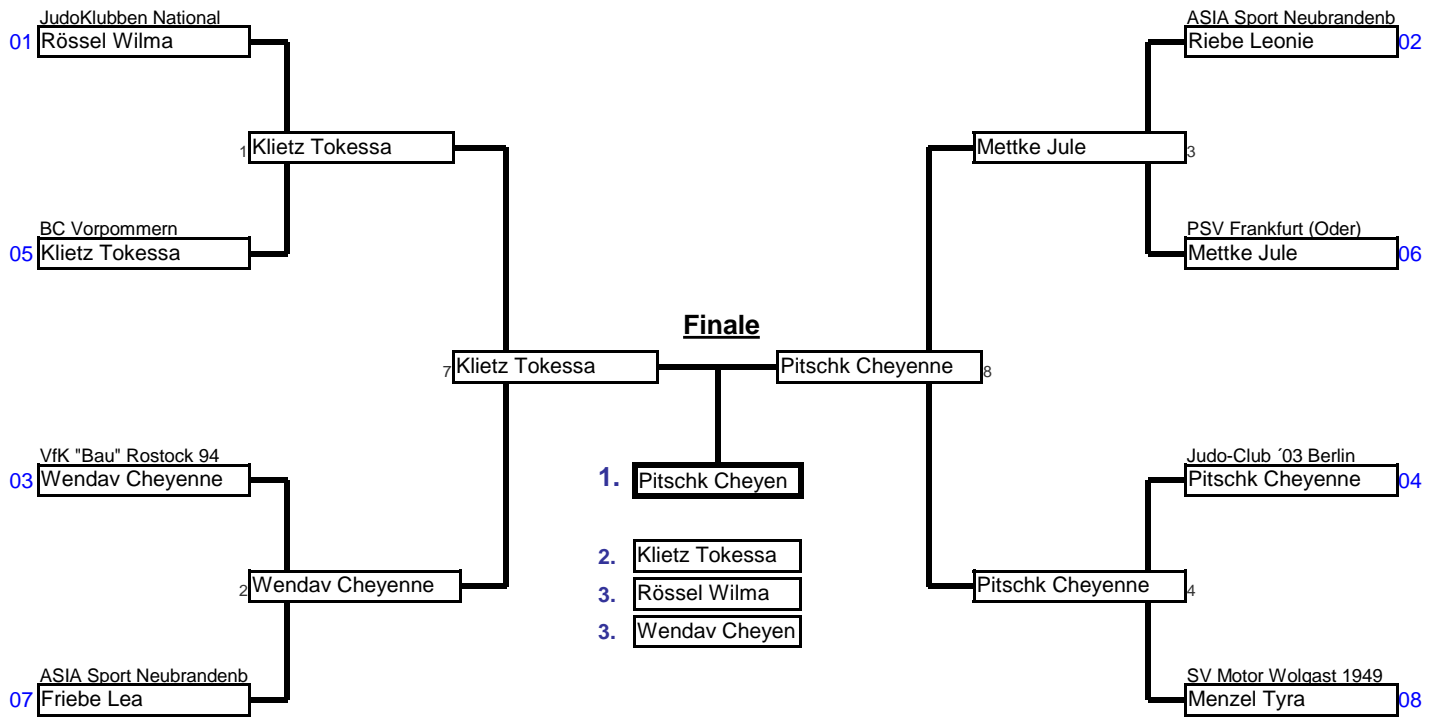 JudoKlubben National
01 Rössel Wilma
ASIA Sport Neubrandenb
Riebe Leonie 02
1 Klietz Tokessa
Mettke Jule 3
BC Vorpommern
05 Klietz Tokessa
PSV Frankfurt (Oder)
Mettke Jule 06
Finale
7 Klietz Tokessa
Pitschk Cheyenne 8
VfK "Bau" Rostock 94
03 Wendav Cheyenne
1. Pitschk Cheyen
Judo-Club ´03 Berlin
Pitschk Cheyenne 04
2. Klietz Tokessa
3. Rössel Wilma
3. Wendav Cheyen
2 Wendav Cheyenne
Pitschk Cheyenne 4
ASIA Sport Neubrandenb
07 Friebe Lea
SV Motor Wolgast 1949
Menzel Tyra 08